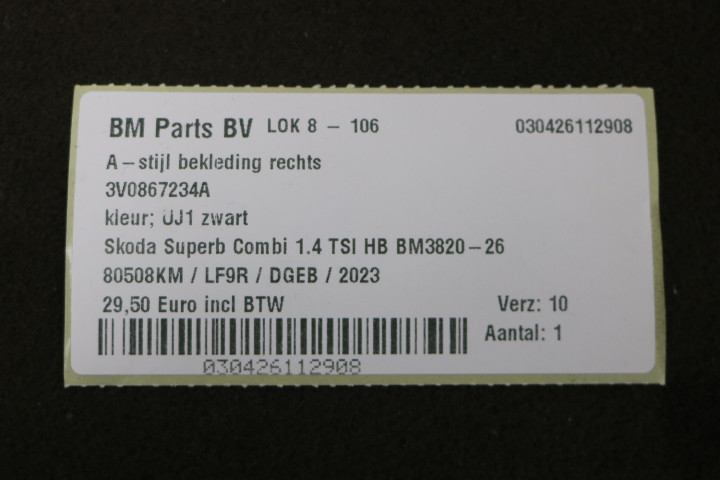 BM Parts BV LOK 8 - 106 030426112908
A-stijl bekleding rechts
3V0867234A
kleur; UJ1 zwart
Skoda Superb Combi 1.4 TSI HB BM3820-26
80508KM / LF9R / DGEB / 2023
29,50 Euro incl BTW Verz: 10
Aantal: 1
030426112908